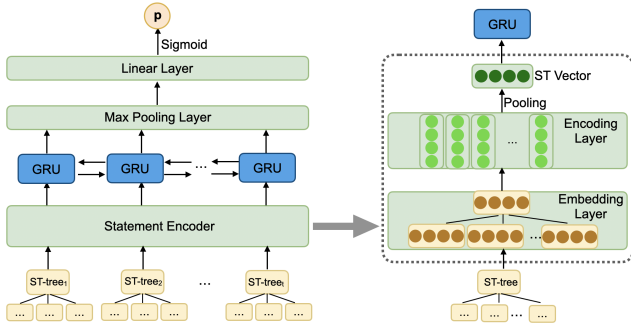 p
Sigmoid
Linear Layer
Max Pooling Layer
GRU
GRU
...
GRU
Statement Encoder
ST-tree₁
ST-tree₂
...
ST-treeₜ
... ... ...
... ... ...
... ... ...
GRU
ST Vector
Pooling
...
Encoding
Layer
Embedding
Layer
...
ST-tree
... ... ... ...